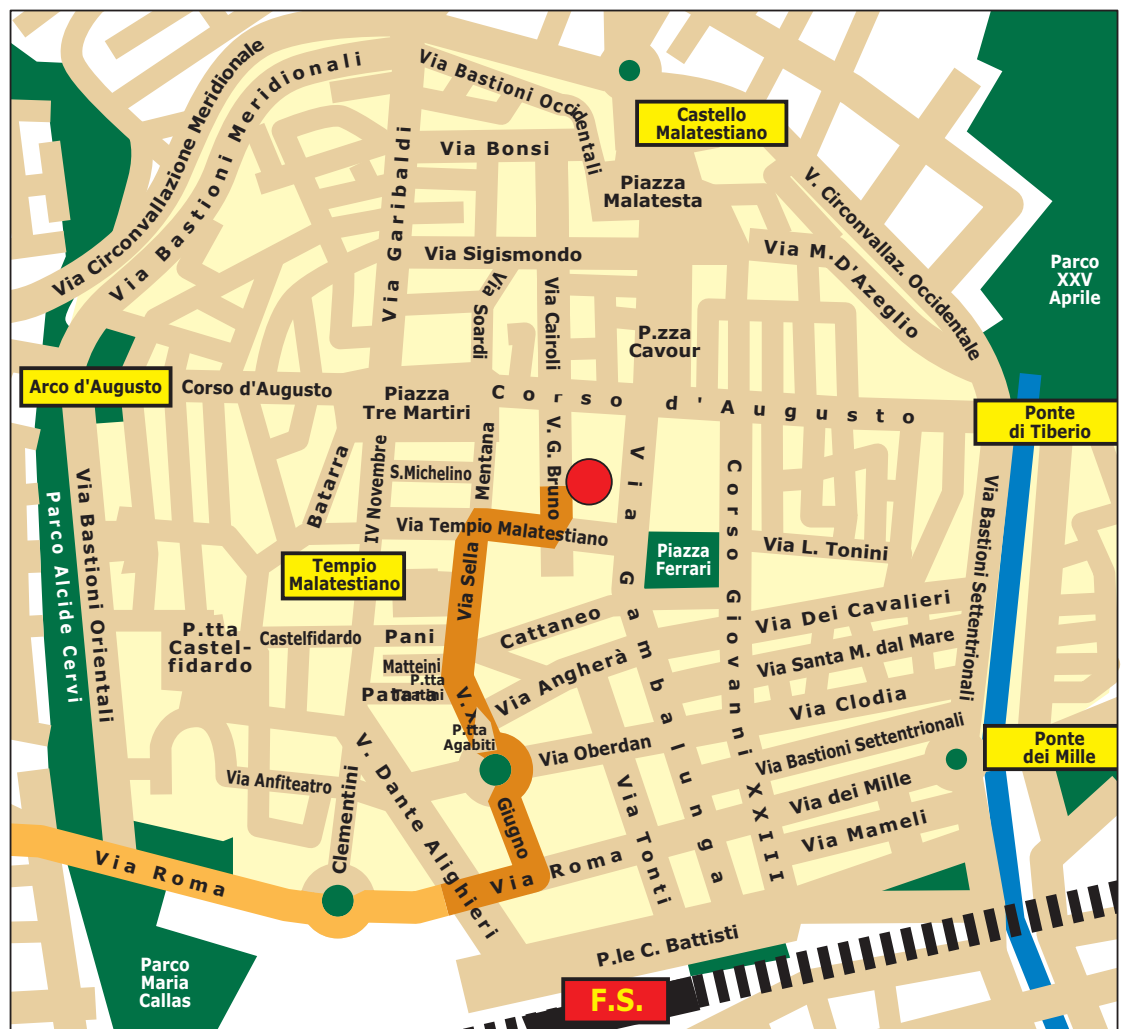 Via Circonvallazione Meridionale
Via Bastioni Meridionali
Via Bastioni Occidentali
Castello
Malatestiano
Via Bonsi
Piazza
Malatesta
V. Circonvallaz. Occidentale
Via Garibaldi
Via Sigismondo
Via M. D'Azeglio
Parco
XXV
Aprile
Via Soardi
Via Cairoli
P.zza
Cavour
Arco d'Augusto
Corso d'Augusto
Piazza
Tre Martiri
Corso d'Augusto
Ponte
di Tiberio
Batarra
IV Novembre
S.Michelino
Mentana
V. G. Bruno
Via Gambalunga
Corso Giovanni XXIII
Via Bastioni Settentrionali
Parco Alcide Cervi
Via Bastioni Orientali
Via Tempio Malatestiano
Piazza
Ferrari
Via L. Tonini
Tempio
Malatestiano
Via Sella
P.tta
Castel-
fidardo
Castelfidardo
Pani
Cattaneo
Via Dei Cavalieri
Matteini
P.tta
Teatini
Via Angherà
Via Santa M. dal Mare
Via Clodia
V. X
P.tta
Agabiti
Via Oberdan
Via Bastioni Settentrionali
Ponte
dei Mille
Via Anfiteatro
Clementini
V. Dante Alighieri
Giugno
Via Tonti
Via dei Mille
Via Mameli
Via Roma
Via Roma
P.le C. Battisti
Parco
Maria
Callas
F.S.